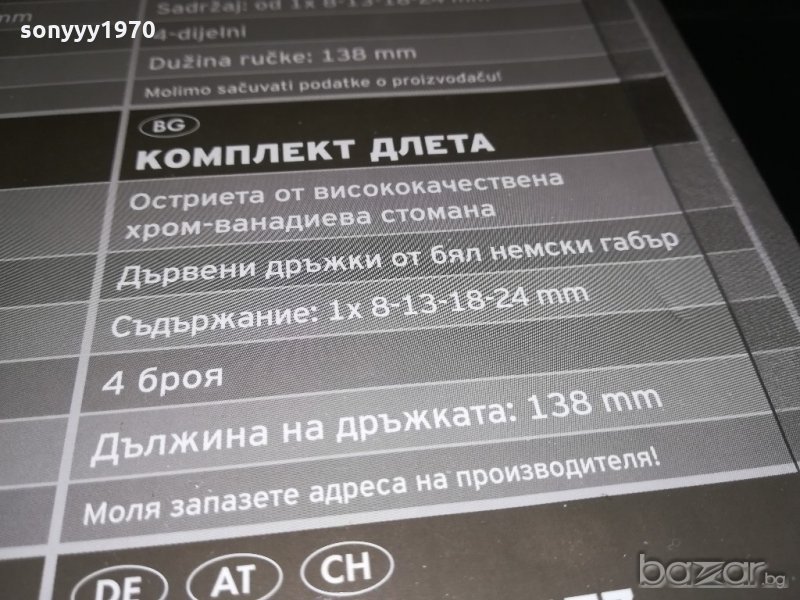 sonyyy1970
mm
Sadržaj: od 1x 8-13-18-24 mm
4-dijelni
Dužina ručke: 138 mm
Molimo sačuvati podatke o proizvođaču!
BG
КОМПЛЕКТ ДЛЕТА
Остриета от висококачествена
хром-ванадиева стомана
Дървени дръжки от бял немски габър
Съдържание: 1x 8-13-18-24 mm
4 броя
Дължина на дръжката: 138 mm
Моля запазете адреса на производителя!
DE AT CH
bazar.bg